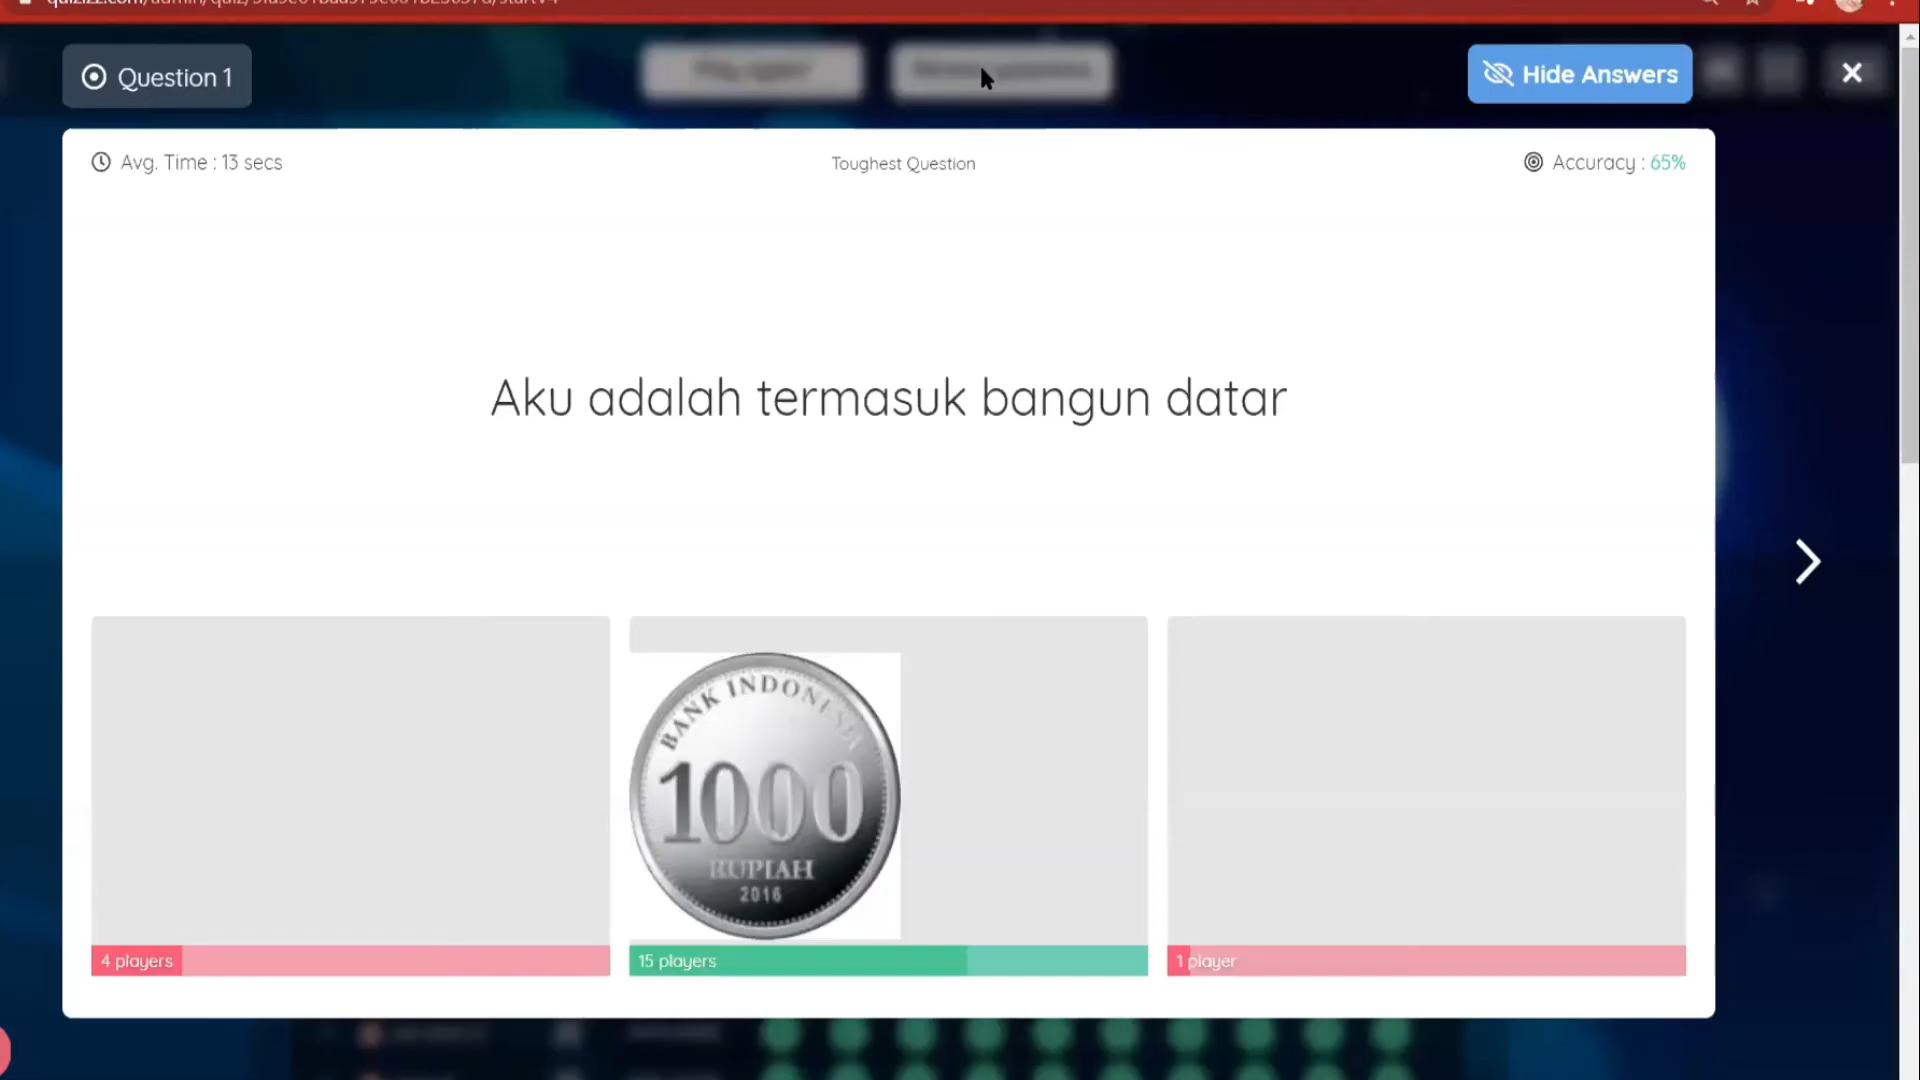 Question 1
Hide Answers
Avg. Time : 13 secs
Toughest Question
Accuracy : 65%
Aku adalah termasuk bangun datar
BANK INDONESIA
1000
RUPIAH
2016
4 players
15 players
1 player